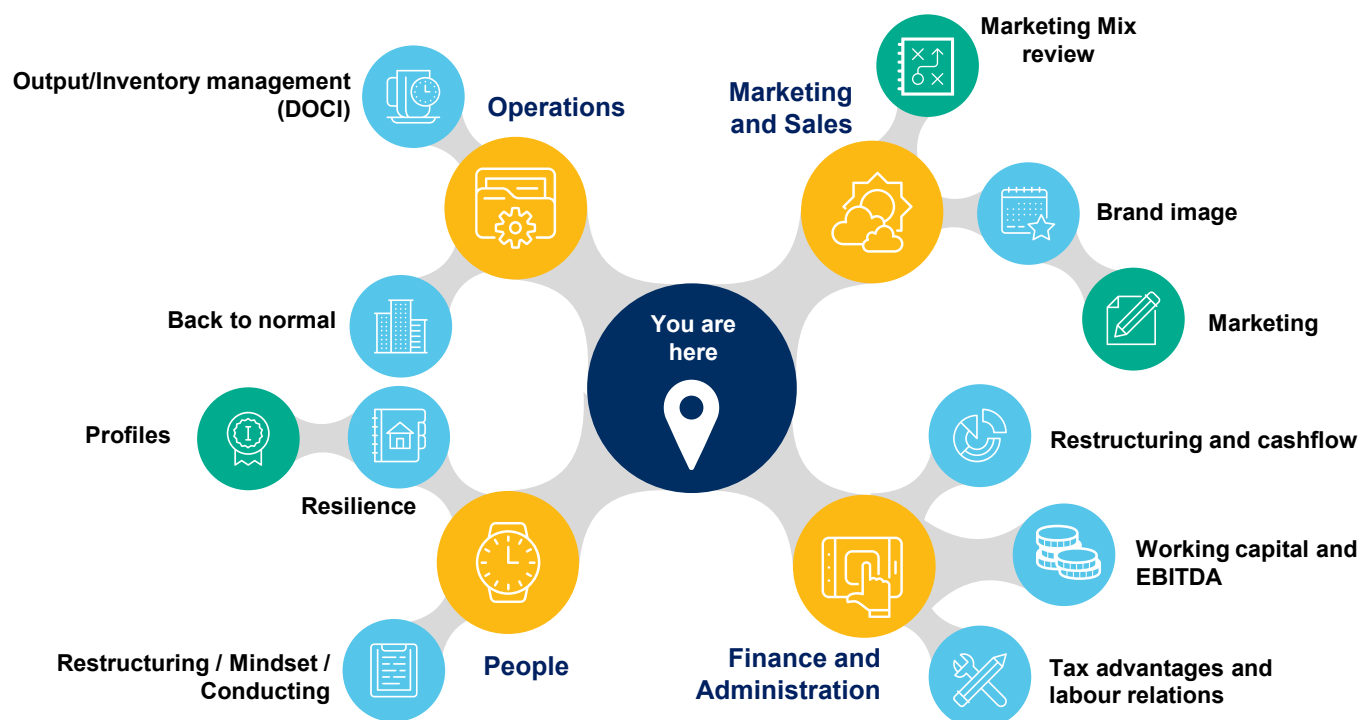 Marketing Mix
review
Output/Inventory management
(DOCI)
Operations
Marketing
and Sales
Brand image
Back to normal
You are
here
Marketing
Profiles
Resilience
Restructuring and cashflow
Working capital and
EBITDA
Restructuring / Mindset /
Conducting
People
Finance and
Administration
Tax advantages and
labour relations
I